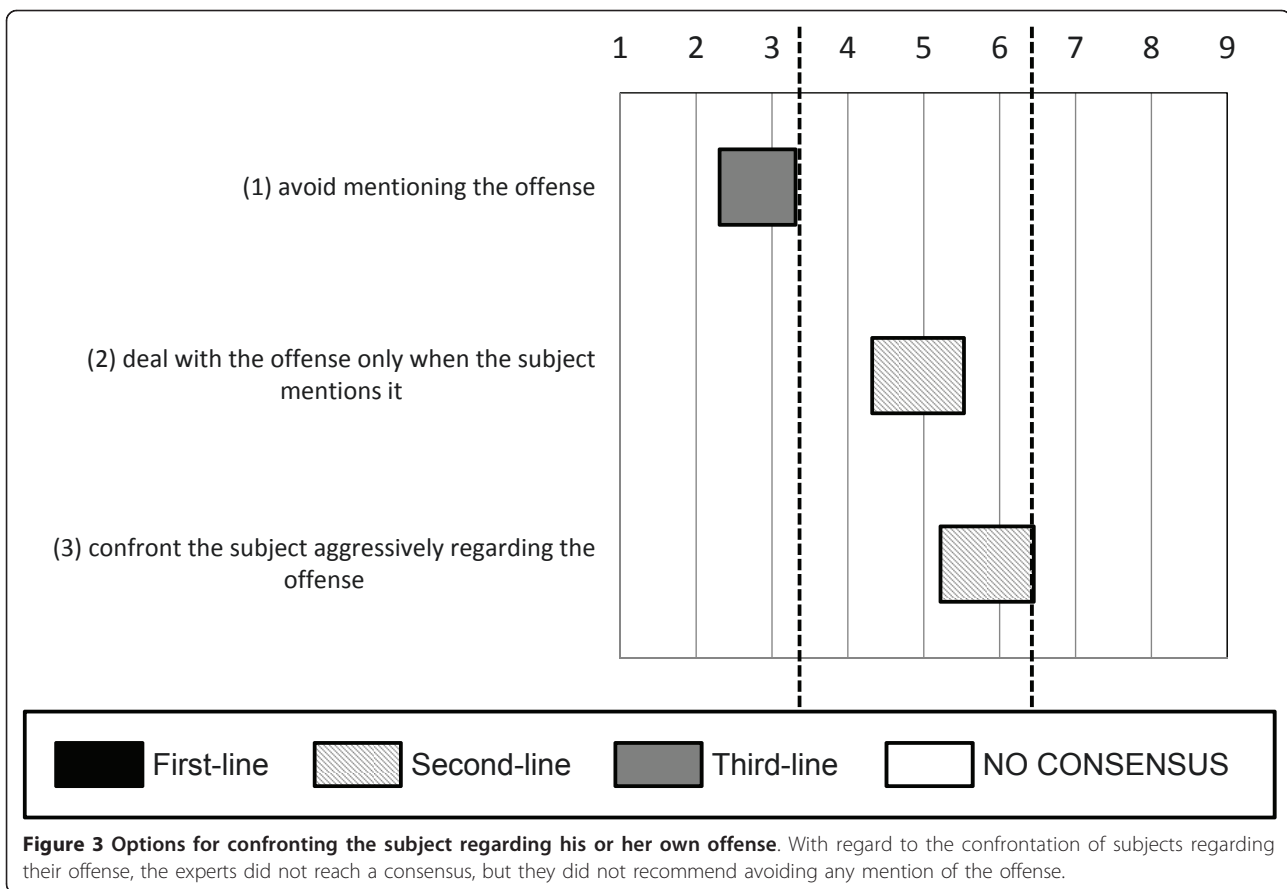 1 2 3 4 5 6 7 8 9
(1) avoid mentioning the offense
(2) deal with the offense only when the subject
mentions it
(3) confront the subject aggressively regarding the
offense
First-line Second-line Third-line NO CONSENSUS
Figure 3 Options for confronting the subject regarding his or her own offense. With regard to the confrontation of subjects regarding
their offense, the experts did not reach a consensus, but they did not recommend avoiding any mention of the offense.